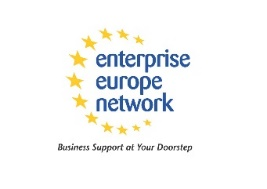 enterprise
europe
network
Business Support at Your Doorstep